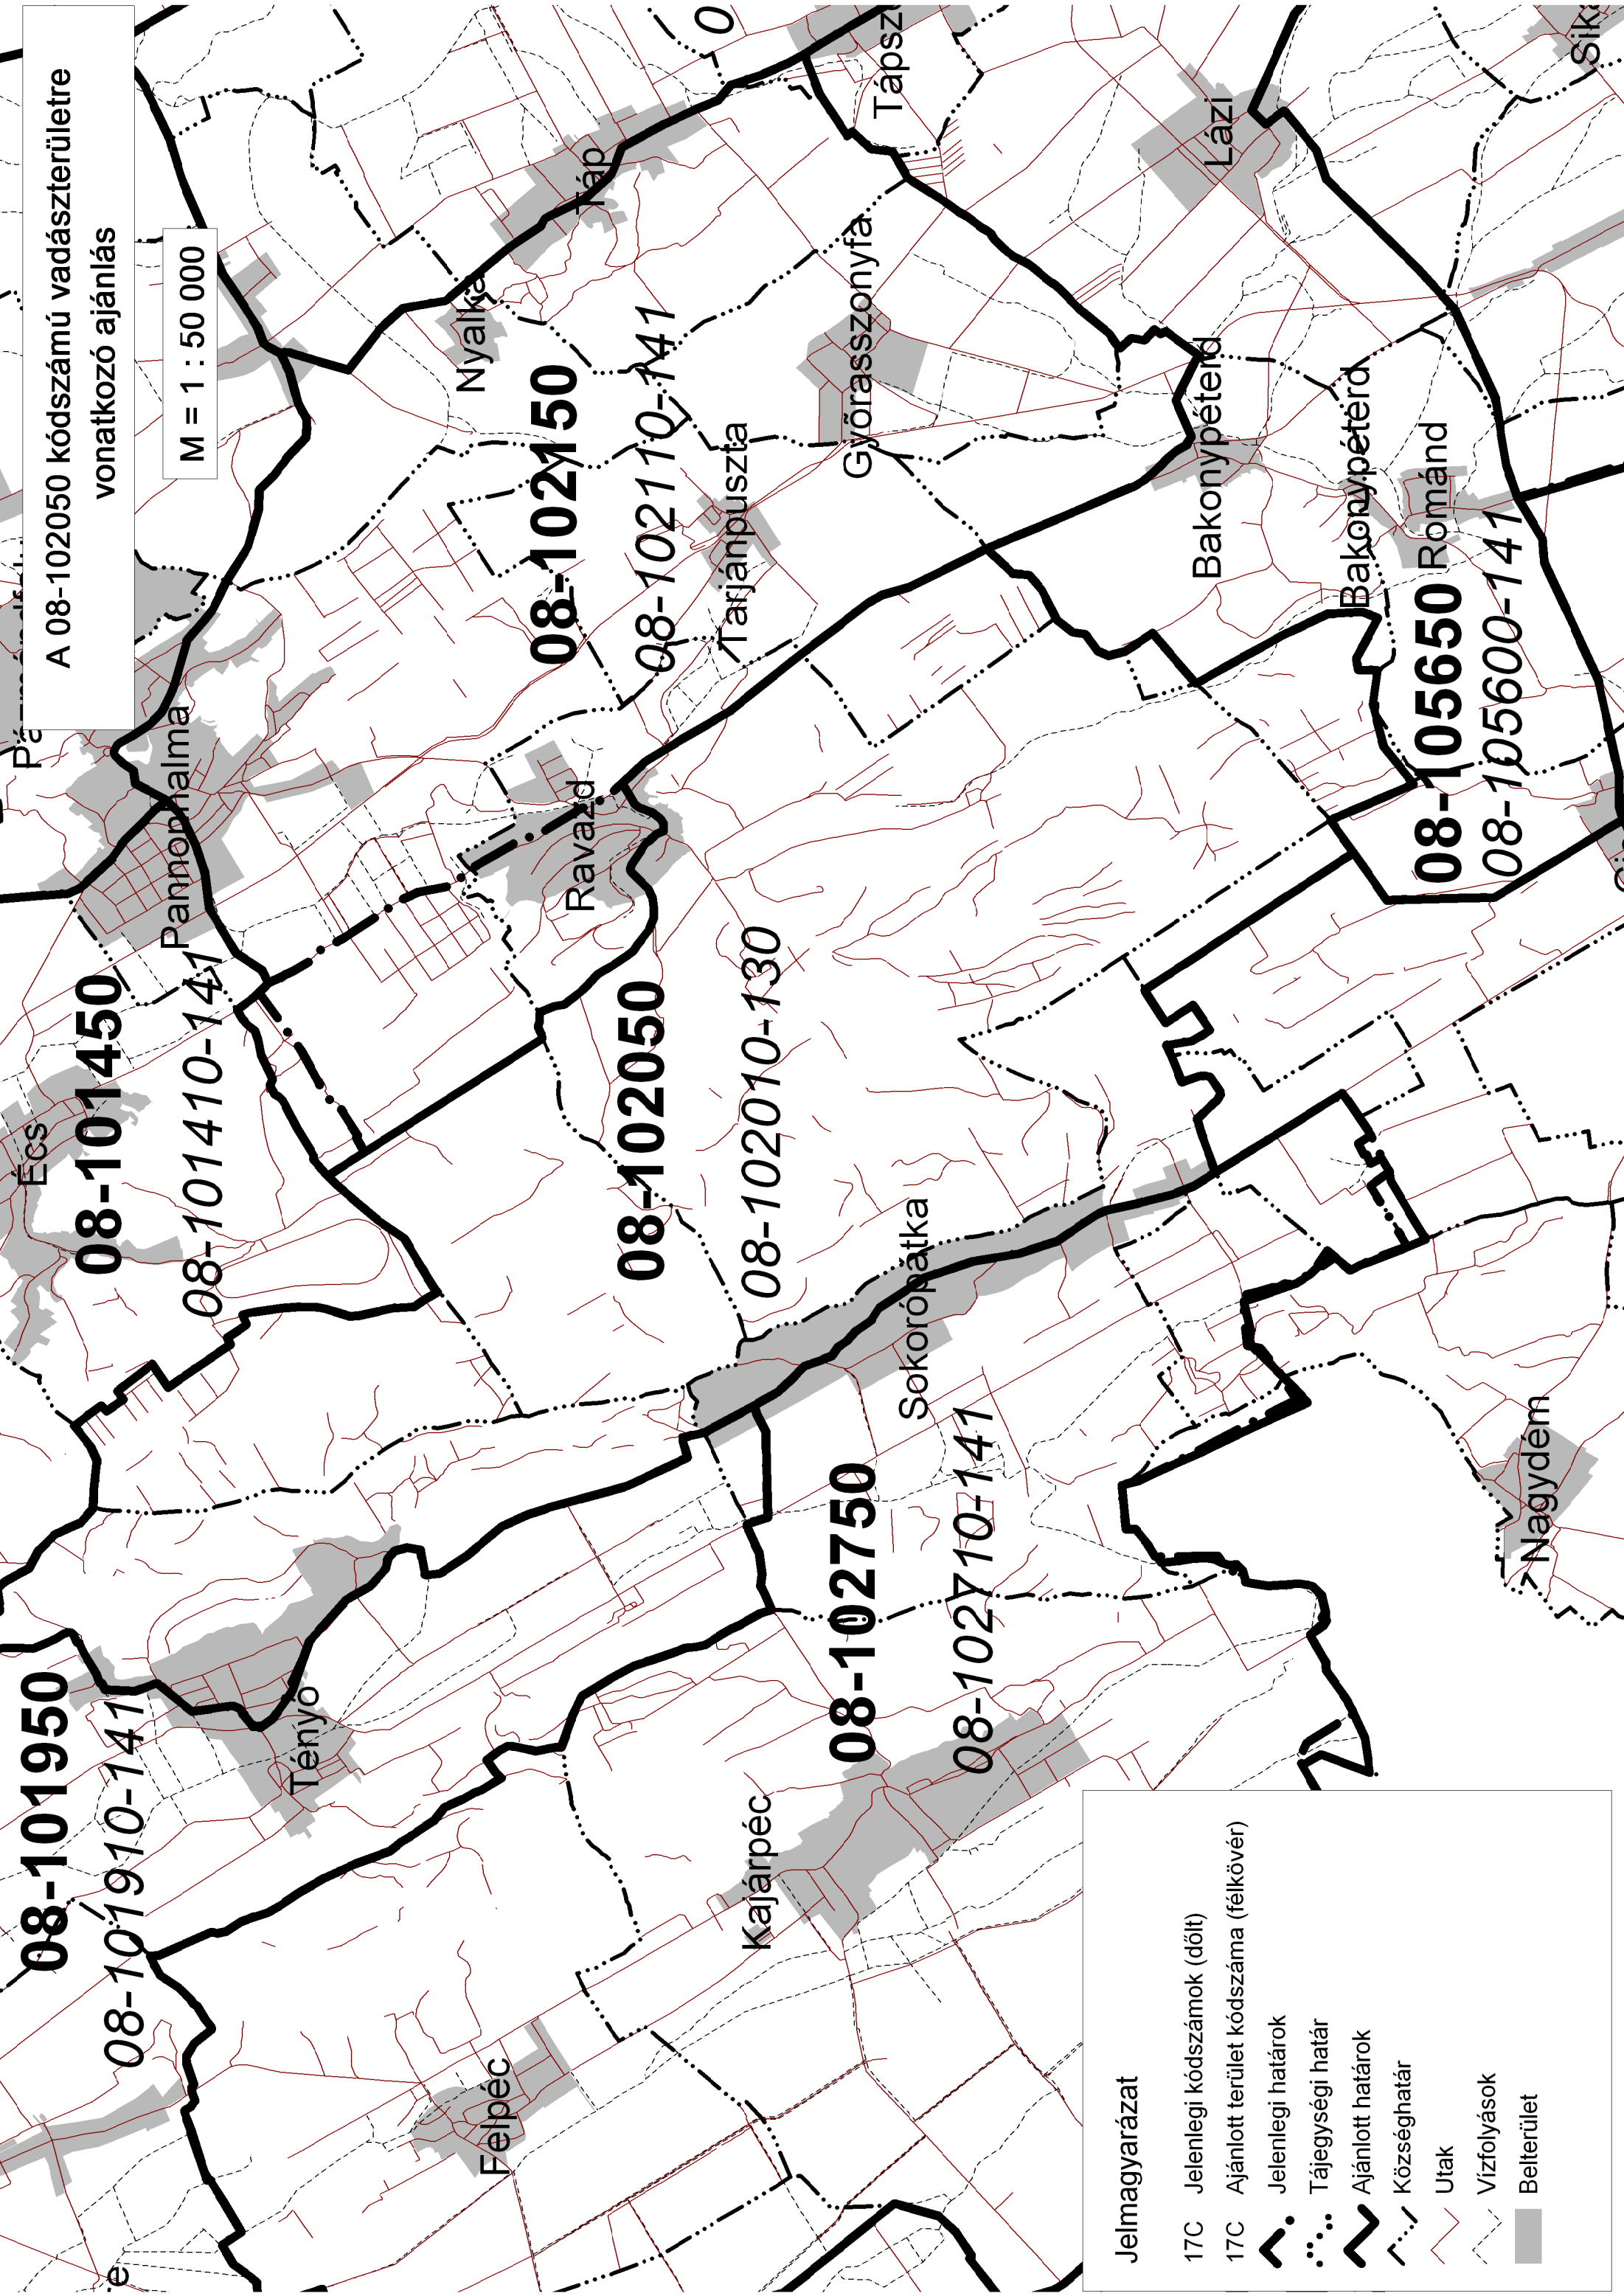 A 08-102050 kódszámú vadászterületre
vonatkozó ajánlás
M = 1 : 50 000
08-101950
08-101910-141
Tényő
Écs
08-101450
08-101410-141
Pannonhalma
Nyalka
Táp
08-102150
08-102110-141
Tarjánpuszta
Győrasszonyfa
Ravazd
08-102050
08-102010-130
Sokorópátka
Felpéc
Kajárpéc
08-102750
08-102710-141
Lázi
Bakonypéterd
Bakonypéterd
Románd
08-105650
08-105600-141
Nagydém
Jelmagyarázat
17C Jelenlegi kódszámok (dőlt)
17C Ajánlott terület kódszáma (félkövér)
Jelenlegi határok
Tájegységi határ
Ajánlott határok
Községhatár
Utak
Vízfolyások
Belterület